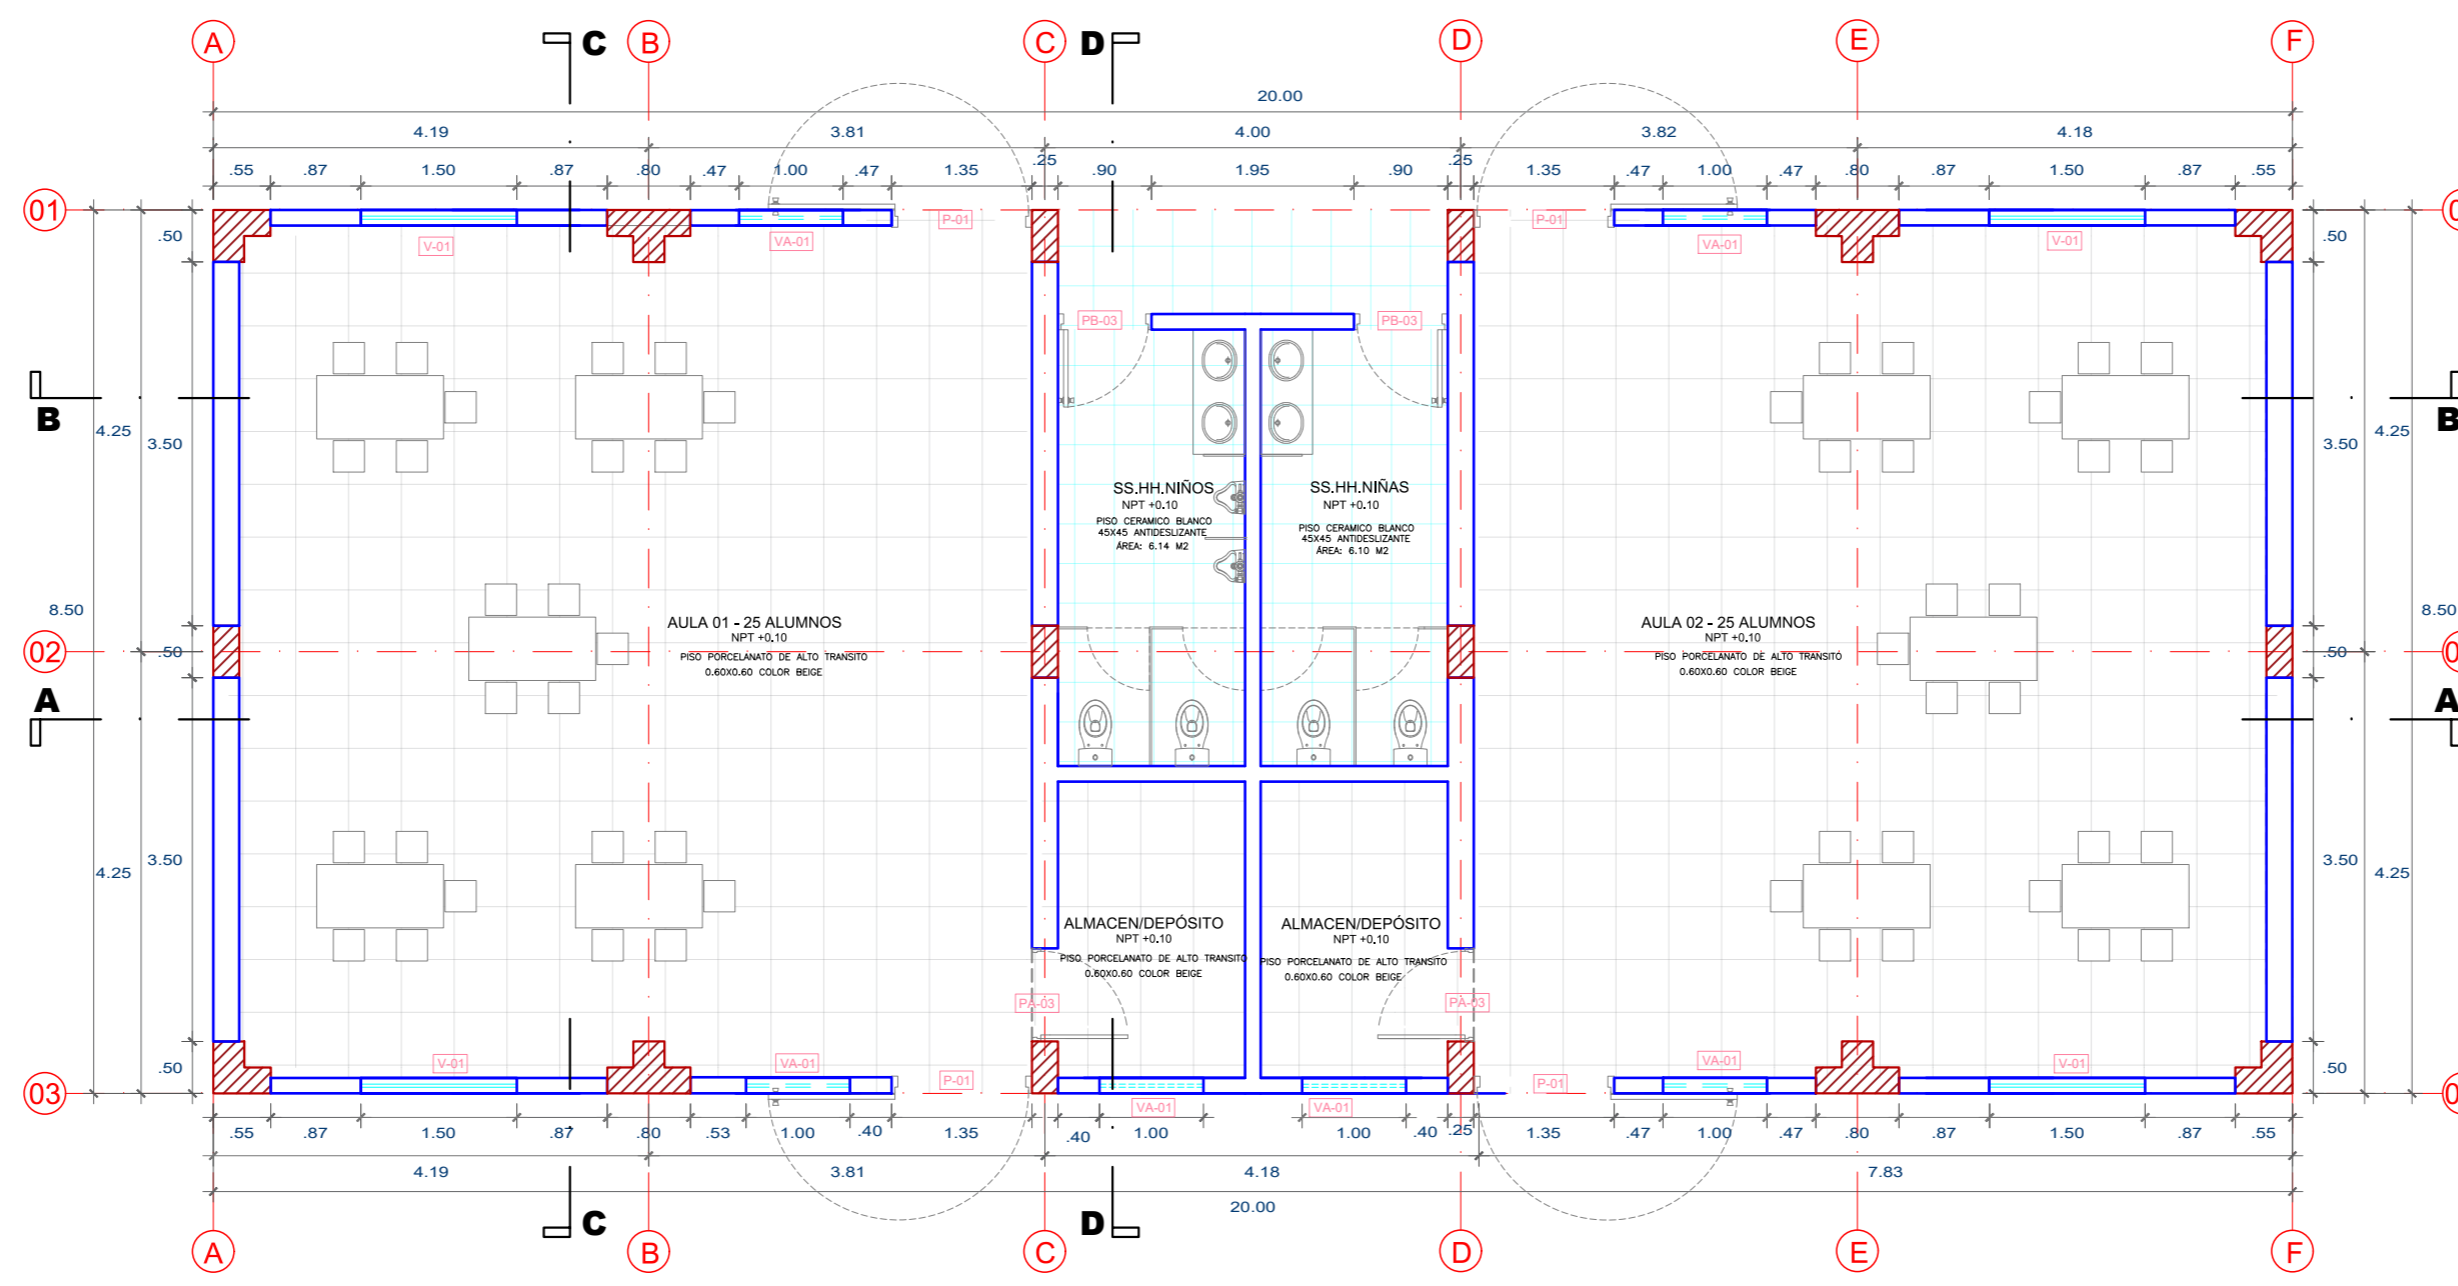 A C B C D D E F
20.00
4.19 3.81 4.00 3.82 4.18
.55 .87 1.50 .87 .80 .47 1.00 .47 1.35 .25 .90 1.95 .90 .25 1.35 .47 1.00 .47 .80 .87 1.50 .87 .55
01 P-01 P-01
.50 V-01 VA-01 VA-01 V-01 .50
PB-03 PB-03
B B
4.25 3.50 3.50 4.25
SS.HH.NIÑOS
NPT +0.10
PISO CERAMICO BLANCO
45X45 ANTIDESLIZANTE
ÁREA: 6.14 M2
SS.HH.NIÑAS
NPT +0.10
PISO CERAMICO BLANCO
45X45 ANTIDESLIZANTE
ÁREA: 6.10 M2
8.50 8.50
AULA 01 - 25 ALUMNOS
NPT +0.10
PISO PORCELANATO DE ALTO TRANSITO
0.60X0.60 COLOR BEIGE
AULA 02 - 25 ALUMNOS
NPT +0.10
PISO PORCELANATO DE ALTO TRANSITO
0.60X0.60 COLOR BEIGE
02 .50 .50
A A
4.25 3.50 3.50 4.25
ALMACEN/DEPÓSITO
NPT +0.10
PISO PORCELANATO DE ALTO TRANSITO
0.60X0.60 COLOR BEIGE
ALMACEN/DEPÓSITO
NPT +0.10
PISO PORCELANATO DE ALTO TRANSITO
0.60X0.60 COLOR BEIGE
PA-03 PA-03
.50 V-01 VA-01 VA-01 V-01 .50
03 P-01 P-01
VA-01 VA-01
.55 .87 1.50 .87 .80 .53 1.00 .40 1.35 .40 1.00 1.00 .40 .25 1.35 .47 1.00 .47 .80 .87 1.50 .87 .55
4.19 3.81 4.18 7.83
20.00
A C B C D D E F